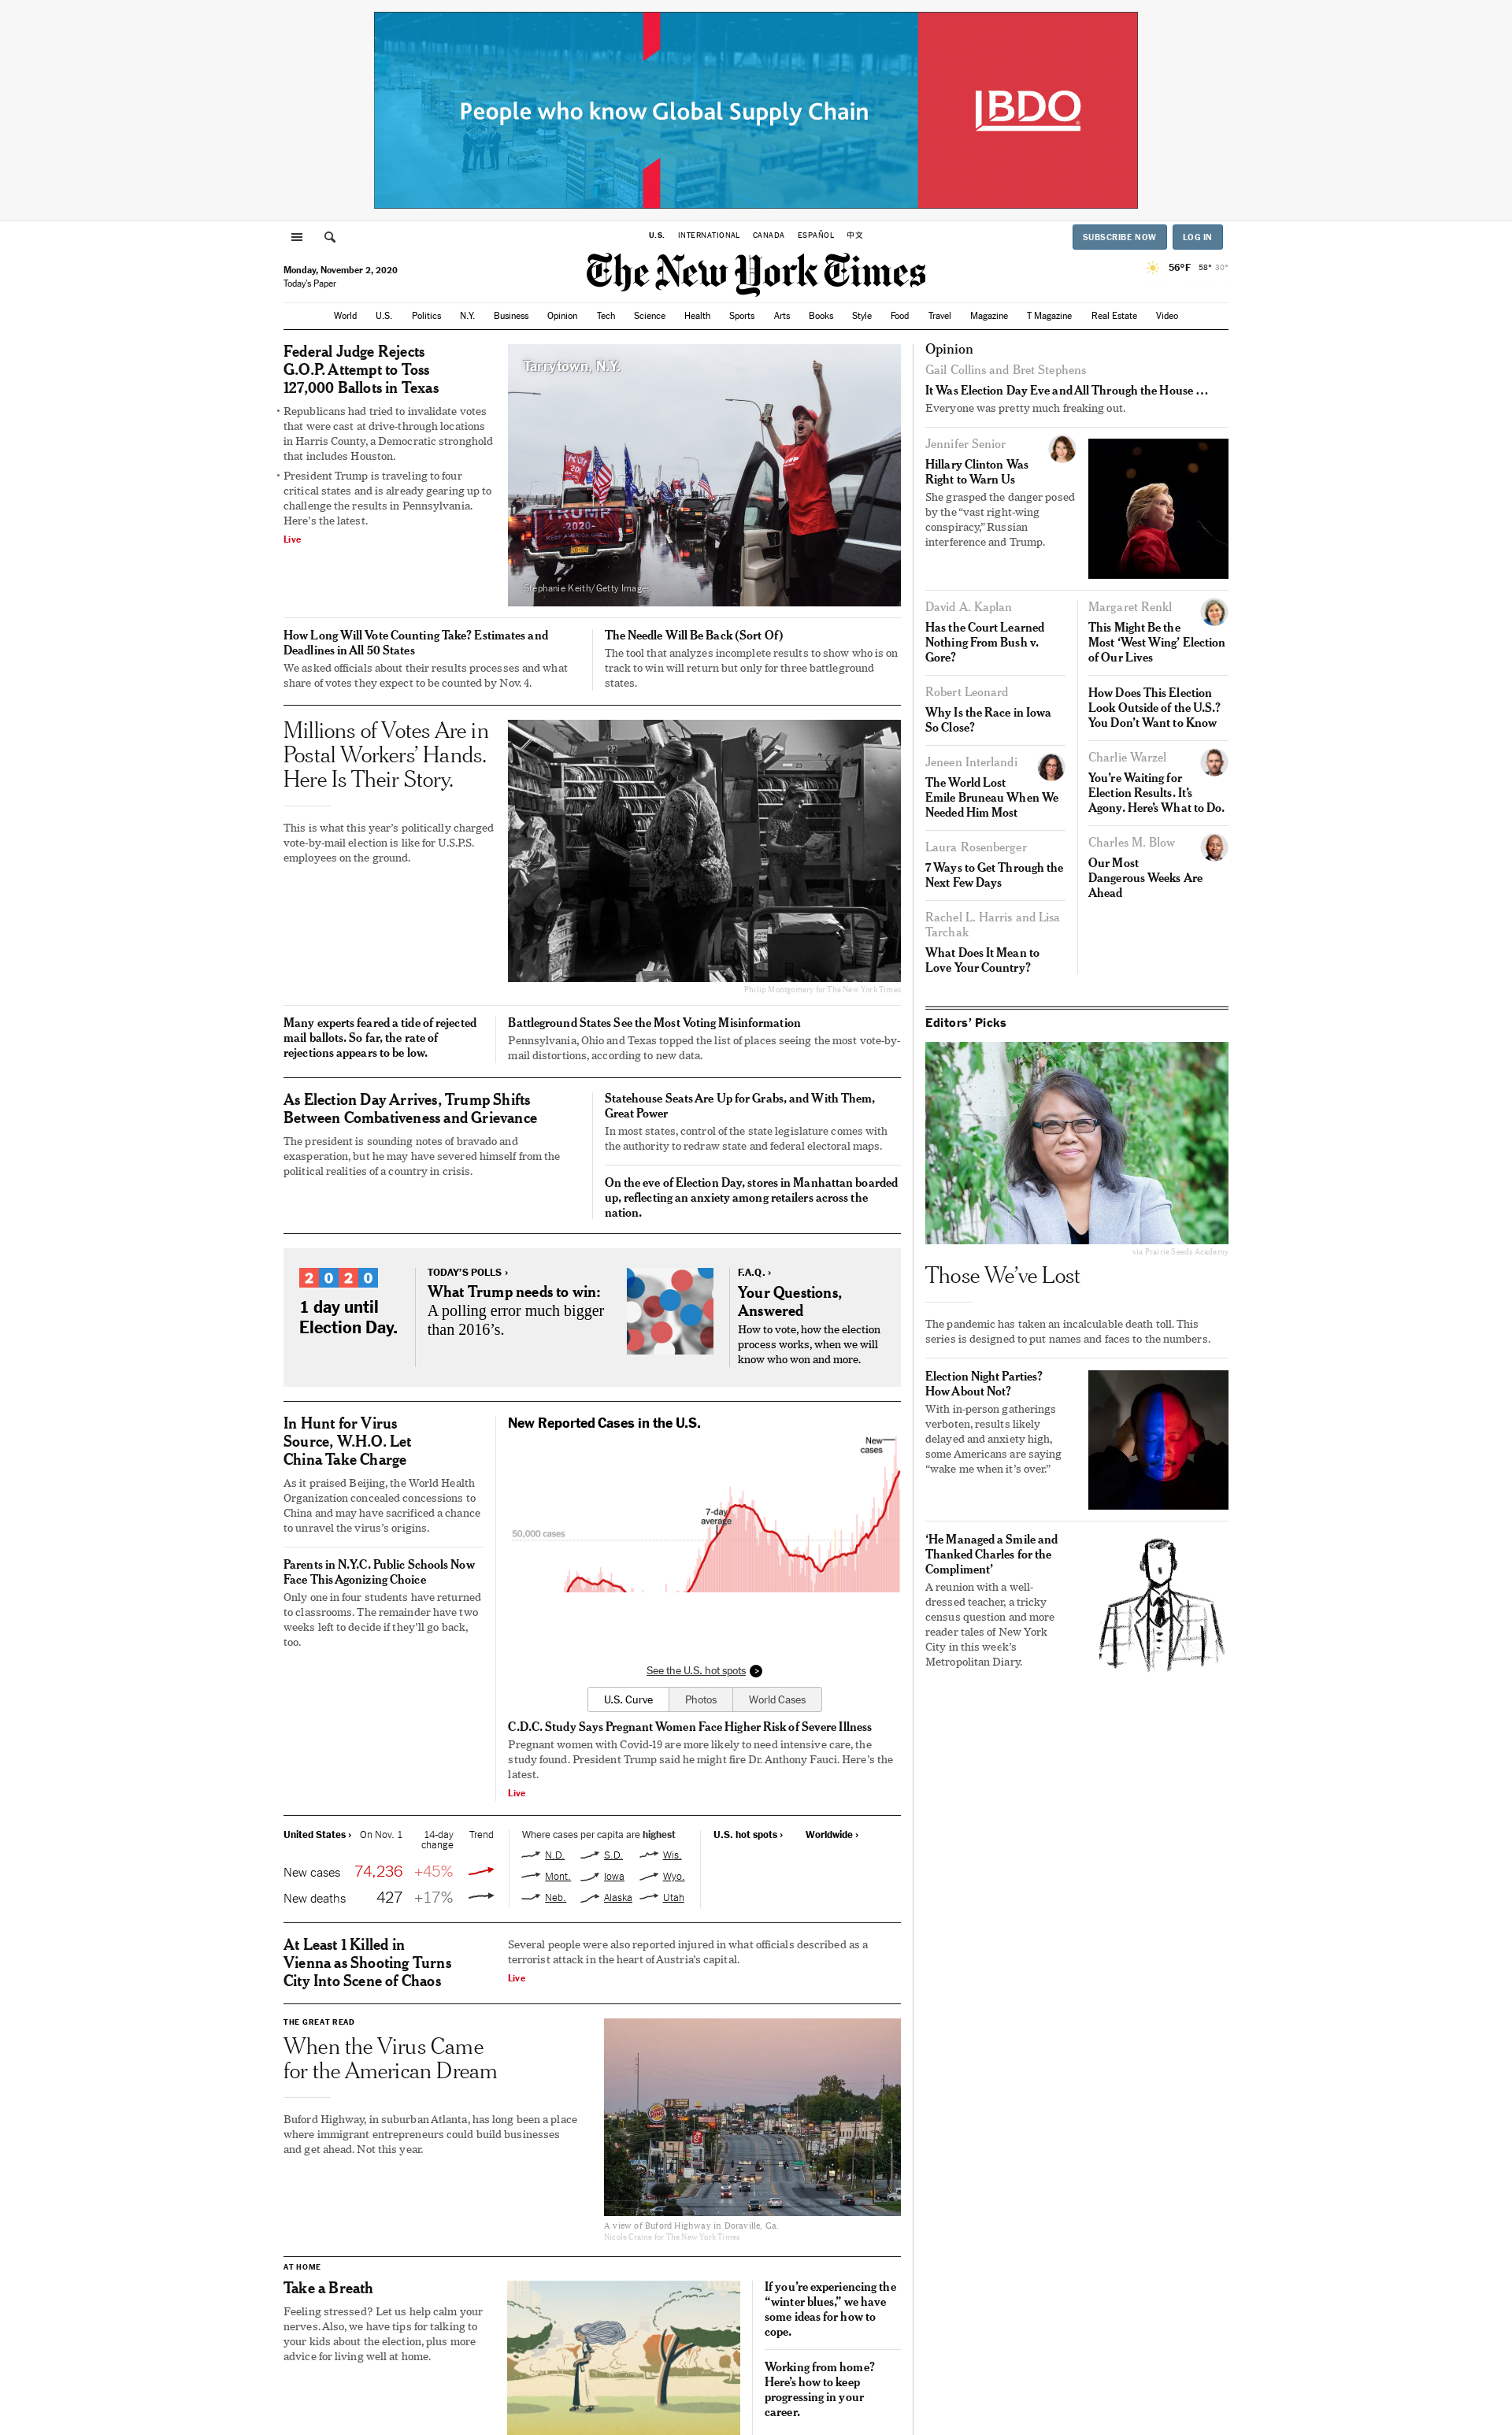 People who know Global Supply Chain
BDO
U.S.
INTERNATIONAL
CANADA
ESPAÑOL
中文
SUBSCRIBE NOW
LOG IN
Monday, November 2, 2020
Today's Paper
The New York Times
56°F 58° 30°
World U.S. Politics N.Y. Business Opinion Tech Science Health Sports Arts Books Style Food Travel Magazine T Magazine Real Estate Video
Federal Judge Rejects
G.O.P. Attempt to Toss
127,000 Ballots in Texas
• Republicans had tried to invalidate votes
that were cast at drive-through locations
in Harris County, a Democratic stronghold
that includes Houston.
• President Trump is traveling to four
critical states and is already gearing up to
challenge the results in Pennsylvania.
Here's the latest.
Live
Tarrytown, N.Y.
TRUMP
-2020-
Stephanie Keith/Getty Images
How Long Will Vote Counting Take? Estimates and
Deadlines in All 50 States
We asked officials about their results processes and what
share of votes they expect to be counted by Nov. 4.
The Needle Will Be Back (Sort Of)
The tool that analyzes incomplete results to show who is on
track to win will return but only for three battleground
states.
Millions of Votes Are in
Postal Workers' Hands.
Here Is Their Story.
This is what this year's politically charged
vote-by-mail election is like for U.S.P.S.
employees on the ground.
Philip Montgomery for The New York Times
Many experts feared a tide of rejected
mail ballots. So far, the rate of
rejections appears to be low.
Battleground States See the Most Voting Misinformation
Pennsylvania, Ohio and Texas topped the list of places seeing the most vote-by-
mail distortions, according to new data.
As Election Day Arrives, Trump Shifts
Between Combativeness and Grievance
The president is sounding notes of bravado and
exasperation, but he may have severed himself from the
political realities of a country in crisis.
Statehouse Seats Are Up for Grabs, and With Them,
Great Power
In most states, control of the state legislature comes with
the authority to redraw state and federal electoral maps.
On the eve of Election Day, stores in Manhattan boarded
up, reflecting an anxiety among retailers across the
nation.
2020
1 day until
Election Day.
TODAY'S POLLS ›
What Trump needs to win:
A polling error much bigger
than 2016's.
F.A.Q. ›
Your Questions,
Answered
How to vote, how the election
process works, when we will
know who won and more.
In Hunt for Virus
Source, W.H.O. Let
China Take Charge
As it praised Beijing, the World Health
Organization concealed concessions to
China and may have sacrificed a chance
to unravel the virus's origins.
Parents in N.Y.C. Public Schools Now
Face This Agonizing Choice
Only one in four students have returned
to classrooms. The remainder have two
weeks left to decide if they'll go back,
too.
New Reported Cases in the U.S.
New
cases
7-day
average
50,000 cases
See the U.S. hot spots
U.S. Curve
Photos
World Cases
C.D.C. Study Says Pregnant Women Face Higher Risk of Severe Illness
Pregnant women with Covid-19 are more likely to need intensive care, the
study found. President Trump said he might fire Dr. Anthony Fauci. Here's the
latest.
Live
United States › On Nov. 1 14-day Trend
change
New cases 74,236 +45%
New deaths 427 +17%
Where cases per capita are highest
N.D. S.D. Wis.
Mont. Iowa Wyo.
Neb. Alaska Utah
U.S. hot spots › Worldwide ›
At Least 1 Killed in
Vienna as Shooting Turns
City Into Scene of Chaos
Several people were also reported injured in what officials described as a
terrorist attack in the heart of Austria's capital.
Live
THE GREAT READ
When the Virus Came
for the American Dream
Buford Highway, in suburban Atlanta, has long been a place
where immigrant entrepreneurs could build businesses
and get ahead. Not this year.
A view of Buford Highway in Doraville, Ga.
Nicole Craine for The New York Times
AT HOME
Take a Breath
Feeling stressed? Let us help calm your
nerves. Also, we have tips for talking to
your kids about the election, plus more
advice for living well at home.
If you're experiencing the
“winter blues,” we have
some ideas for how to
cope.
Working from home?
Here's how to keep
progressing in your
career.
Opinion
Gail Collins and Bret Stephens
It Was Election Day Eve and All Through the House …
Everyone was pretty much freaking out.
Jennifer Senior
Hillary Clinton Was
Right to Warn Us
She grasped the danger posed
by the “vast right-wing
conspiracy,” Russian
interference and Trump.
David A. Kaplan
Has the Court Learned
Nothing From Bush v.
Gore?
Robert Leonard
Why Is the Race in Iowa
So Close?
Jeneen Interlandi
The World Lost
Emile Bruneau When We
Needed Him Most
Laura Rosenberger
7 Ways to Get Through the
Next Few Days
Rachel L. Harris and Lisa
Tarchak
What Does It Mean to
Love Your Country?
Margaret Renkl
This Might Be the
Most ‘West Wing’ Election
of Our Lives
How Does This Election
Look Outside of the U.S.?
You Don't Want to Know
Charlie Warzel
You're Waiting for
Election Results. It's
Agony. Here's What to Do.
Charles M. Blow
Our Most
Dangerous Weeks Are
Ahead
Editors' Picks
via Prairie Seeds Academy
Those We've Lost
The pandemic has taken an incalculable death toll. This
series is designed to put names and faces to the numbers.
Election Night Parties?
How About Not?
With in-person gatherings
verboten, results likely
delayed and anxiety high,
some Americans are saying
“wake me when it's over.”
‘He Managed a Smile and
Thanked Charles for the
Compliment’
A reunion with a well-
dressed teacher, a tricky
census question and more
reader tales of New York
City in this week's
Metropolitan Diary.